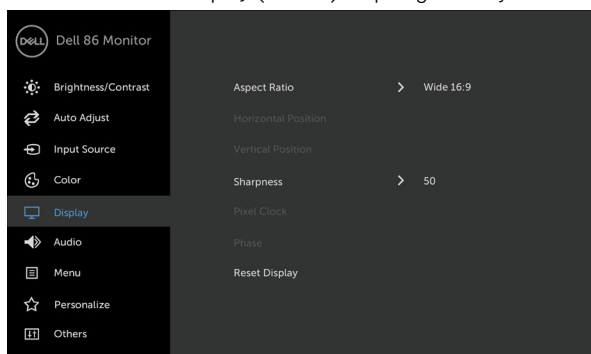 DELL Dell 86 Monitor
Brightness/Contrast
Auto Adjust
Input Source
Color
Display
Audio
Menu
Personalize
Others
Aspect Ratio > Wide 16:9
Horizontal Position
Vertical Position
Sharpness > 50
Pixel Clock
Phase
Reset Display